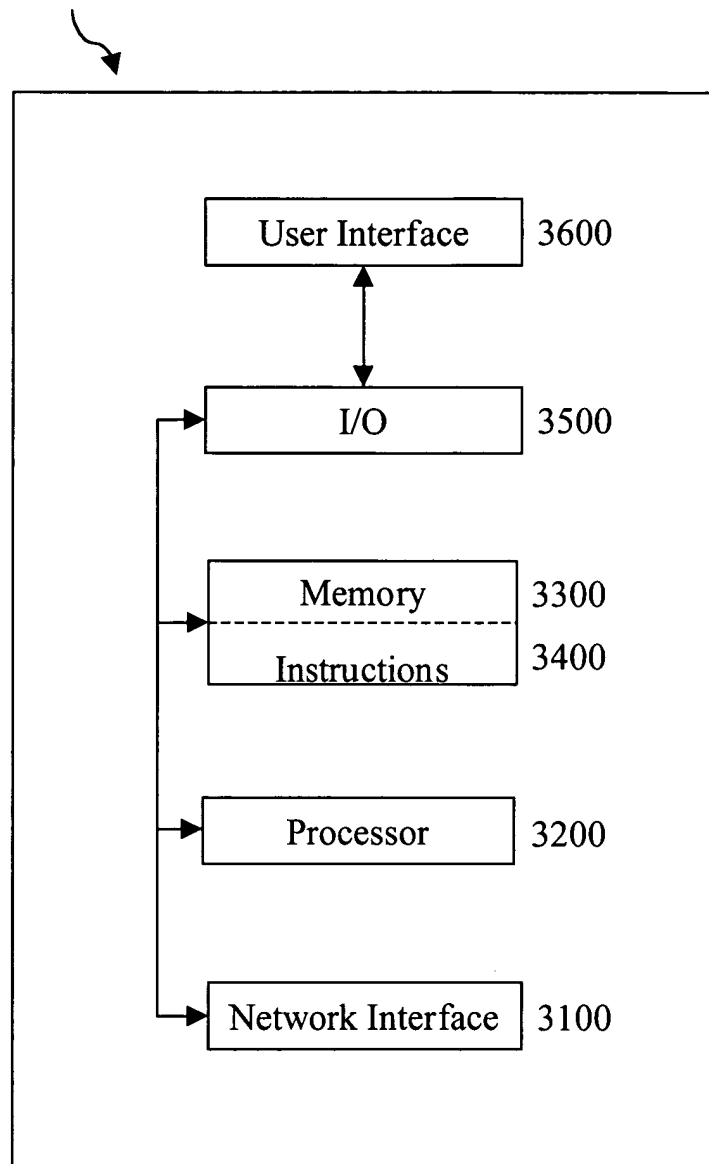 User Interface 3600
I/O 3500
Memory 3300
Instructions 3400
Processor 3200
Network Interface 3100